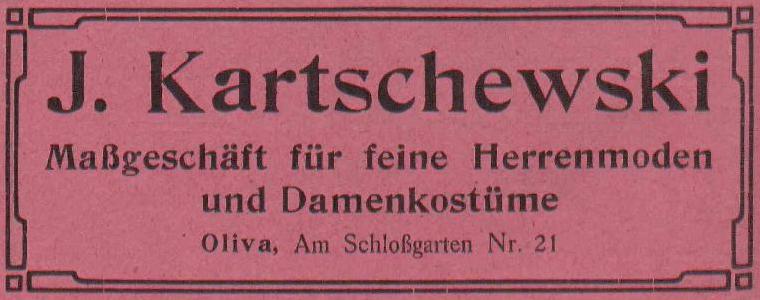 J. Kartschewski
Maßgeschäft für feine Herrenmoden
und Damenkostüme
Oliva, Am Schloßgarten Nr. 21